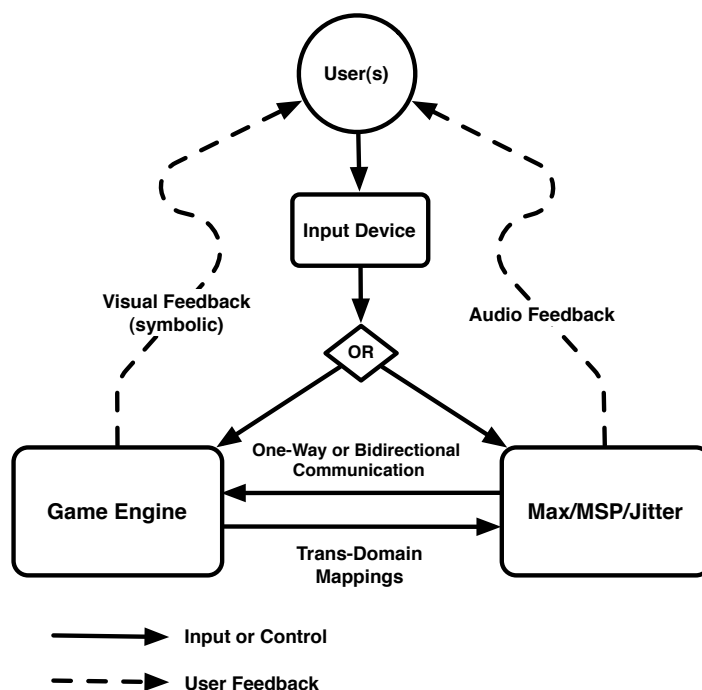 User(s)
Input Device
Visual Feedback
(symbolic)
Audio Feedback
OR
One-Way or Bidirectional
Communication
Game Engine
Max/MSP/Jitter
Trans-Domain
Mappings
Input or Control
User Feedback